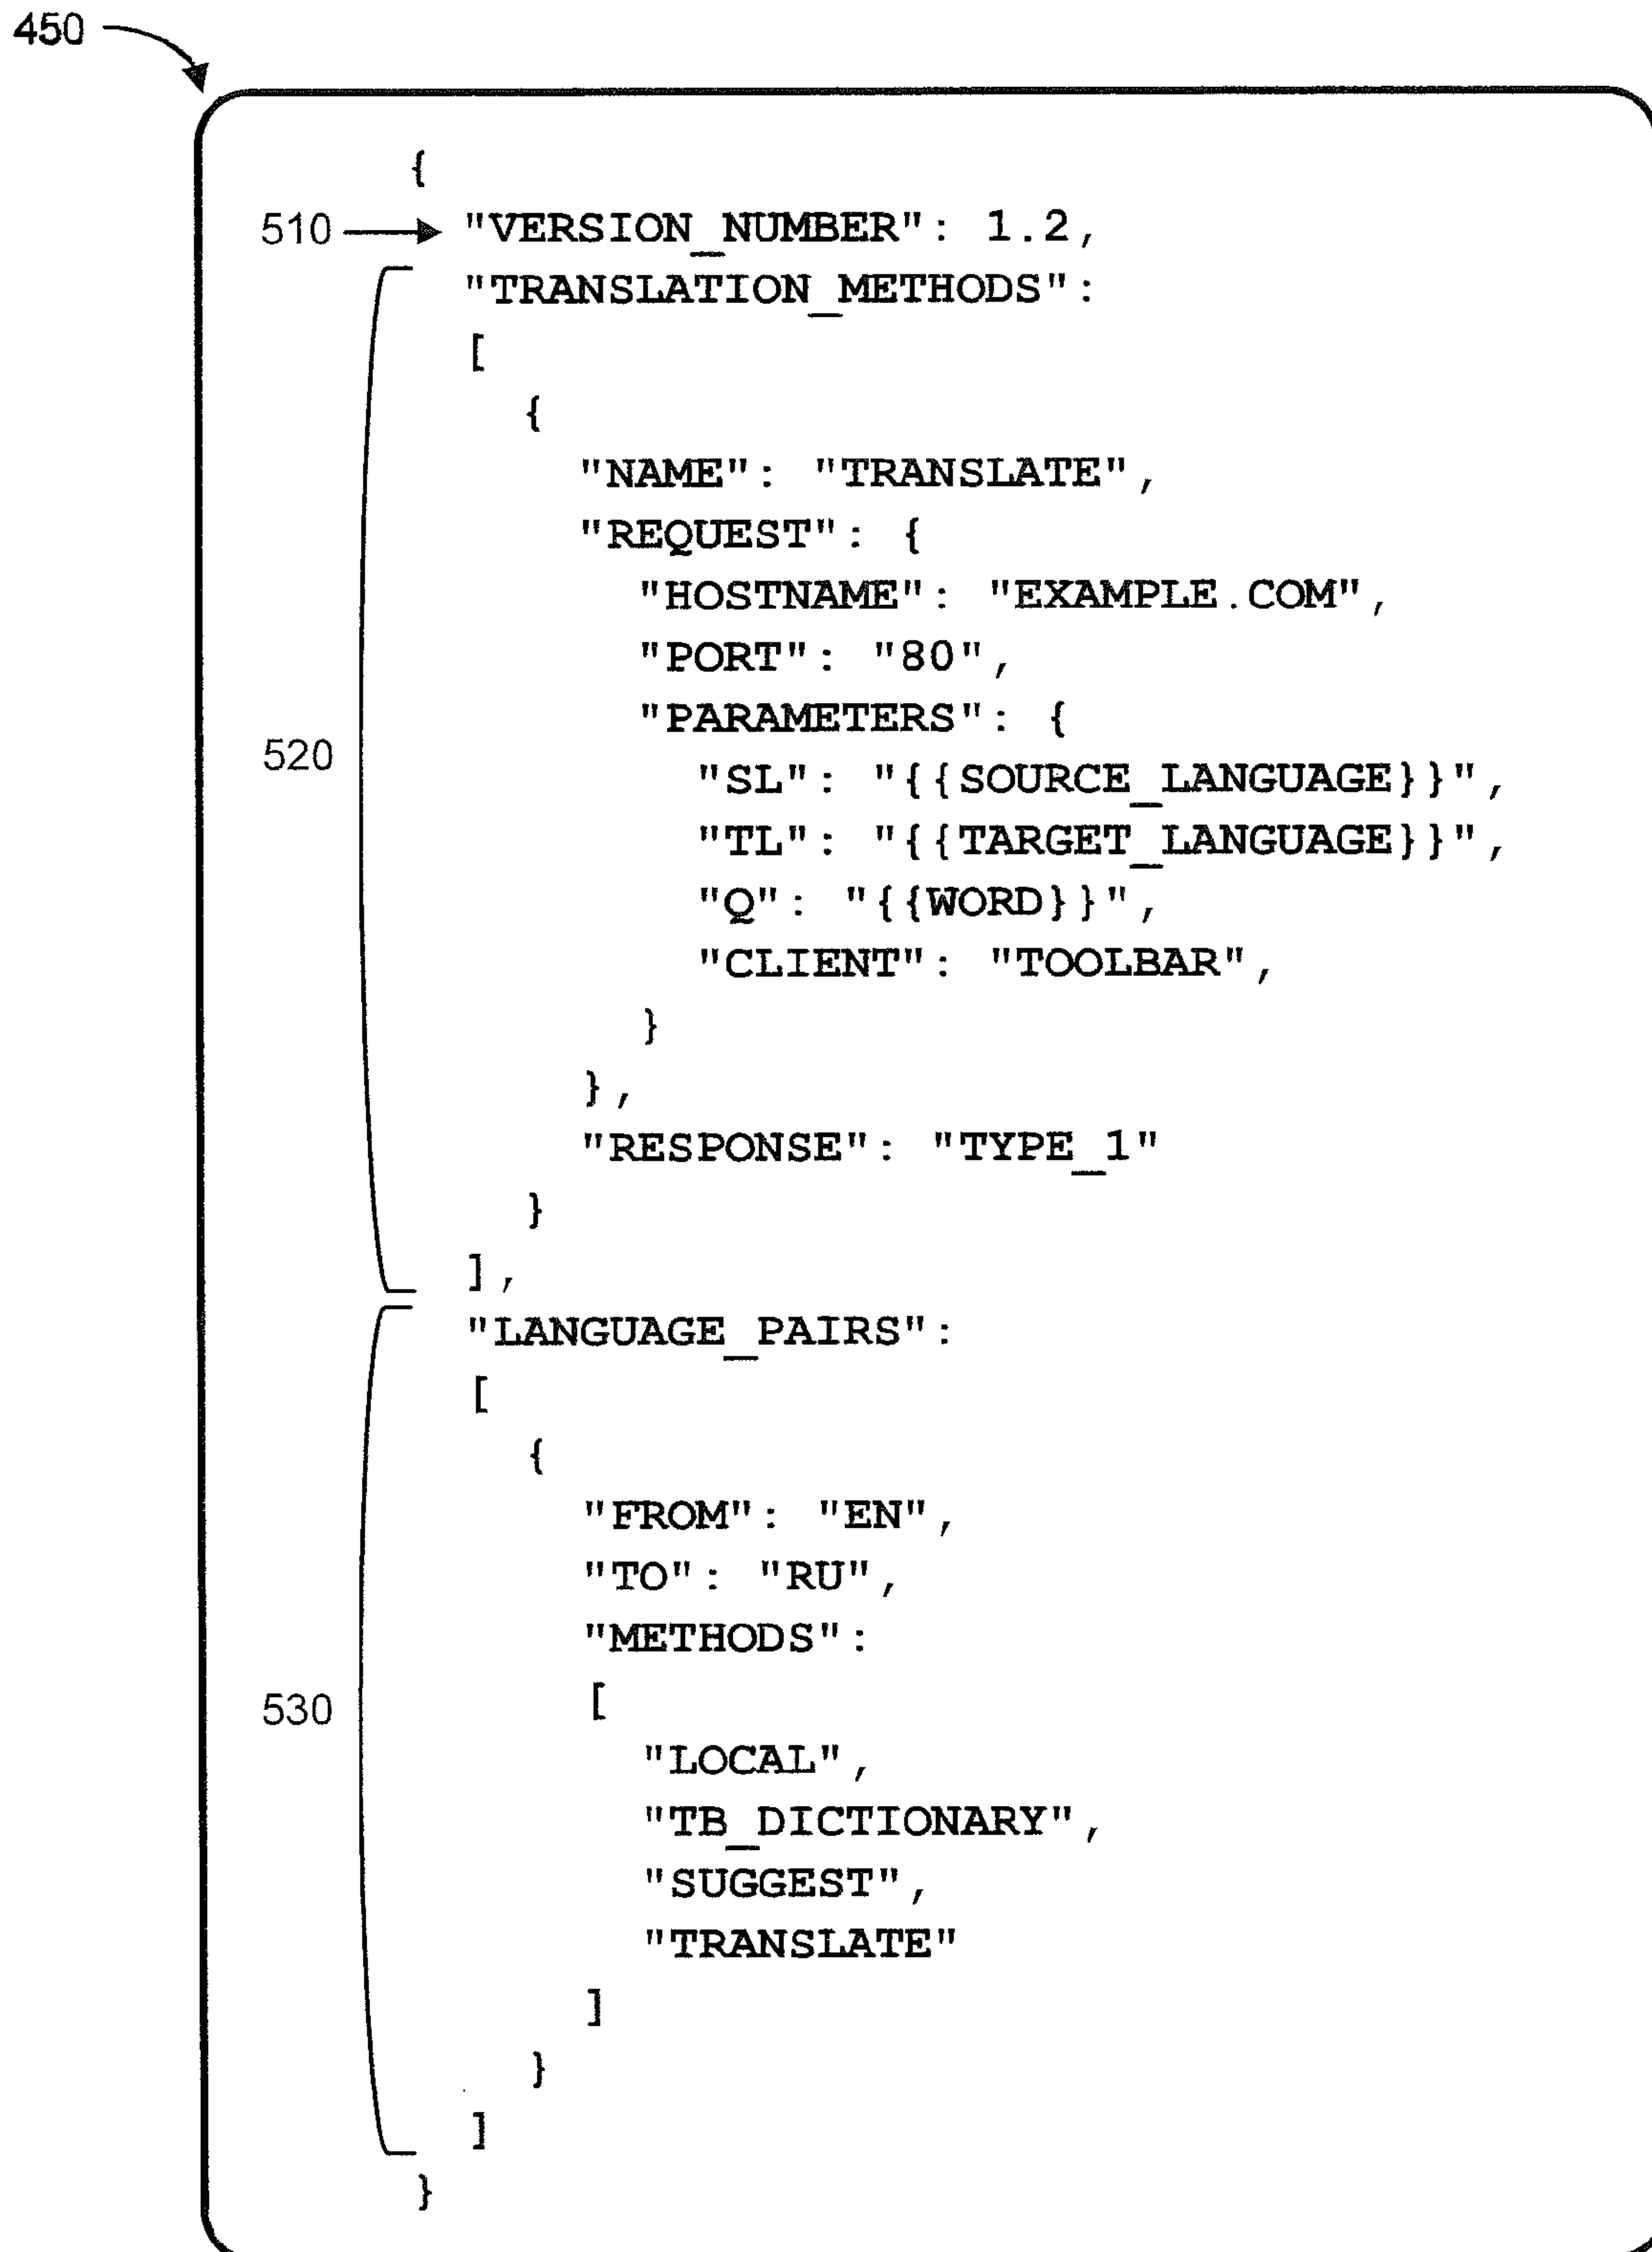 450
{
510 "VERSION_NUMBER": 1.2,
"TRANSLATION_METHODS":
[
{
"NAME": "TRANSLATE",
"REQUEST": {
"HOSTNAME": "EXAMPLE.COM",
"PORT": "80",
"PARAMETERS": {
520 "SL": "{{SOURCE_LANGUAGE}}",
"TL": "{{TARGET_LANGUAGE}}",
"Q": "{{WORD}}",
"CLIENT": "TOOLBAR",
}
},
"RESPONSE": "TYPE_1"
}
],
"LANGUAGE_PAIRS":
[
{
"FROM": "EN",
"TO": "RU",
"METHODS":
530 [
"LOCAL",
"TB_DICTIONARY",
"SUGGEST",
"TRANSLATE"
]
}
]
}